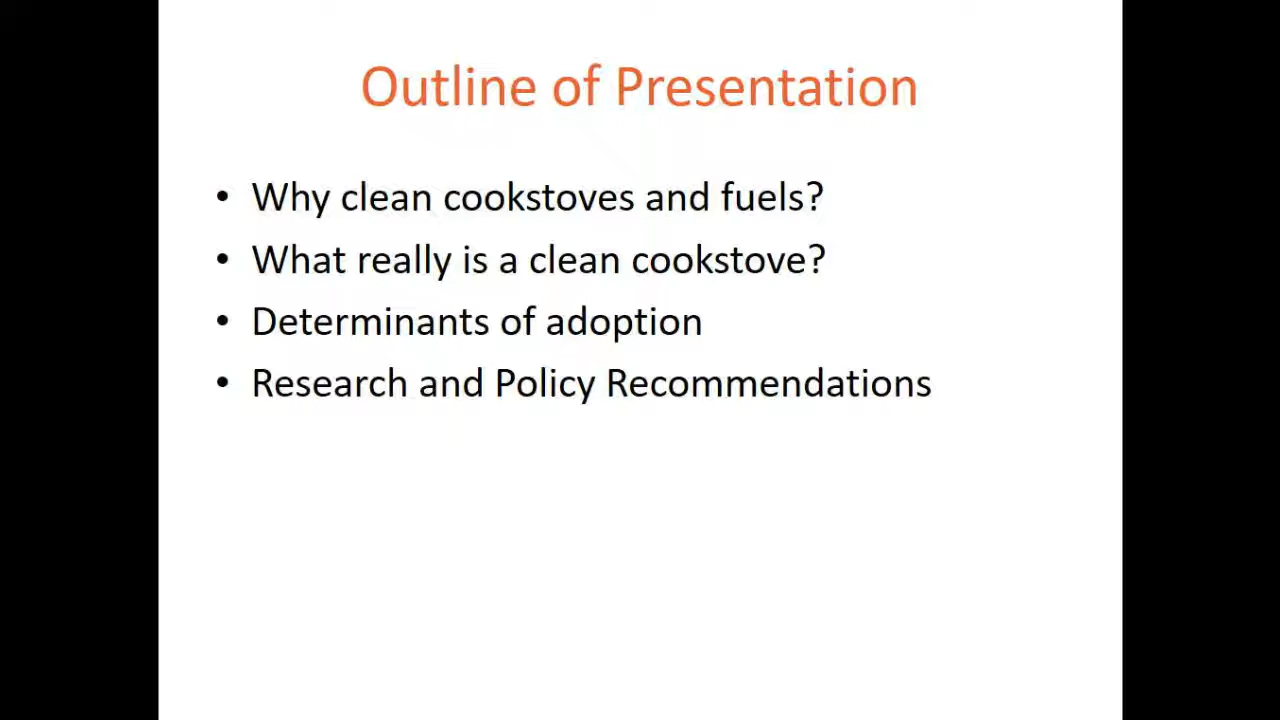 Outline of Presentation
• Why clean cookstoves and fuels?
• What really is a clean cookstove?
• Determinants of adoption
• Research and Policy Recommendations